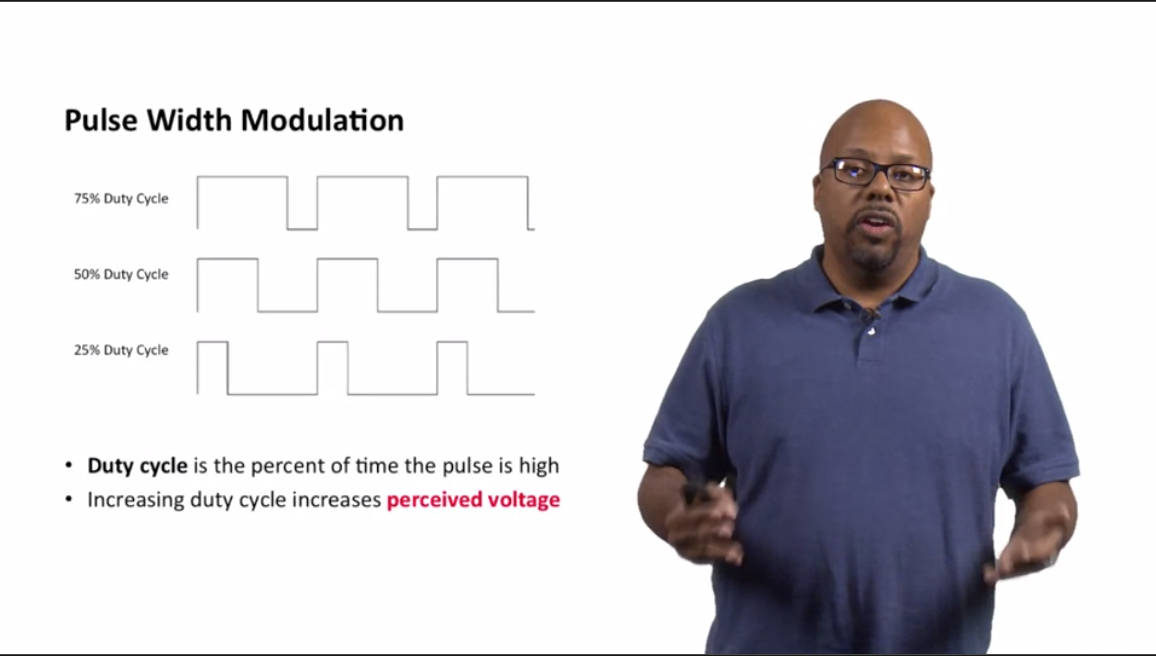 Pulse Width Modulation
75% Duty Cycle
50% Duty Cycle
25% Duty Cycle
• Duty cycle is the percent of time the pulse is high
• Increasing duty cycle increases perceived voltage